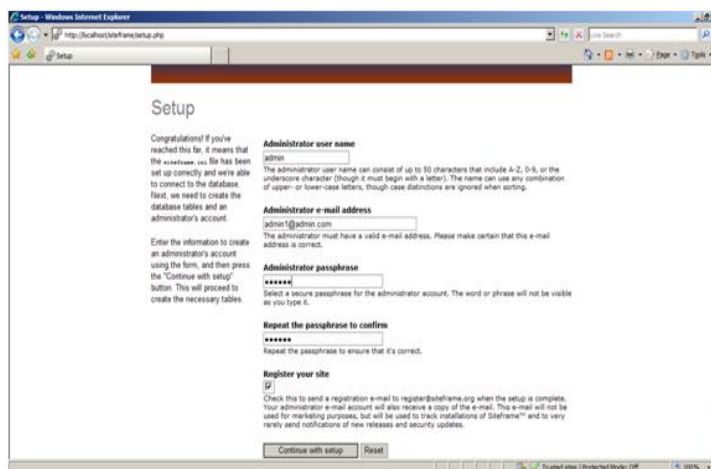 Setup - Windows Internet Explorer
http://localhost/siteframe/setup.php
Live Search
Setup
Page
Tools
Setup
Congratulations! If you've
reached this far, it means that
the siteframe.ini file has been
set up correctly and we're able
to connect to the database.
Next, we need to create the
database tables and an
administrator's account.
Enter the information to create
an administrator's account
using the form, and then press
the "Continue with setup"
button. This will proceed to
create the necessary tables.
Administrator user name
admin
The administrator user name can consist of up to 50 characters that include A-Z, 0-9, or the
underscore character (though it must begin with a letter). The name can use any combination
of upper- or lower-case letters, though case distinctions are ignored when sorting.
Administrator e-mail address
admin1@admin.com
The administrator must have a valid e-mail address. Please make certain that this e-mail
address is correct.
Administrator passphrase
••••••
Select a secure passphrase for the administrator account. The word or phrase will not be visible
as you type it.
Repeat the passphrase to confirm
••••••
Repeat the passphrase to ensure that it's correct.
Register your site
Check this to send a registration e-mail to register@siteframe.org when the setup is complete.
Your administrator e-mail account will also receive a copy of the e-mail. This e-mail will not be
used for marketing purposes, but will be used to track installations of Siteframe™ and to very
rarely send notifications of new releases and security updates.
Continue with setup
Reset
Trusted sites | Protected Mode: Off
100%